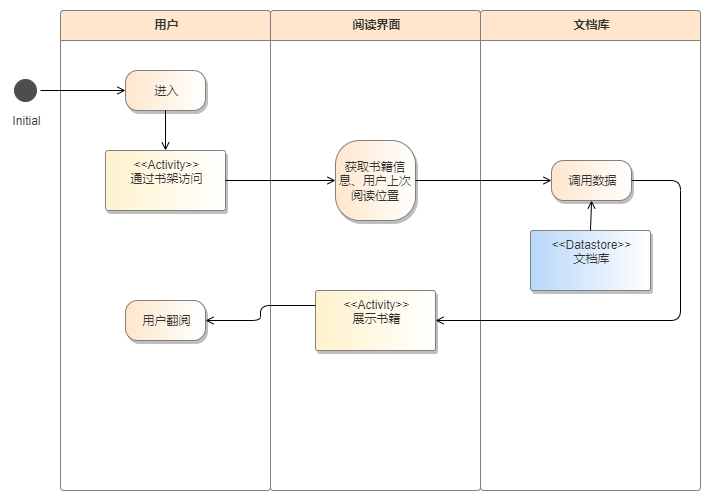 用户
阅读界面
文档库
Initial
进入
<<Activity>>
通过书架访问
获取书籍信
息、用户上次
阅读位置
调用数据
<<Datastore>>
文档库
<<Activity>>
展示书籍
用户翻阅